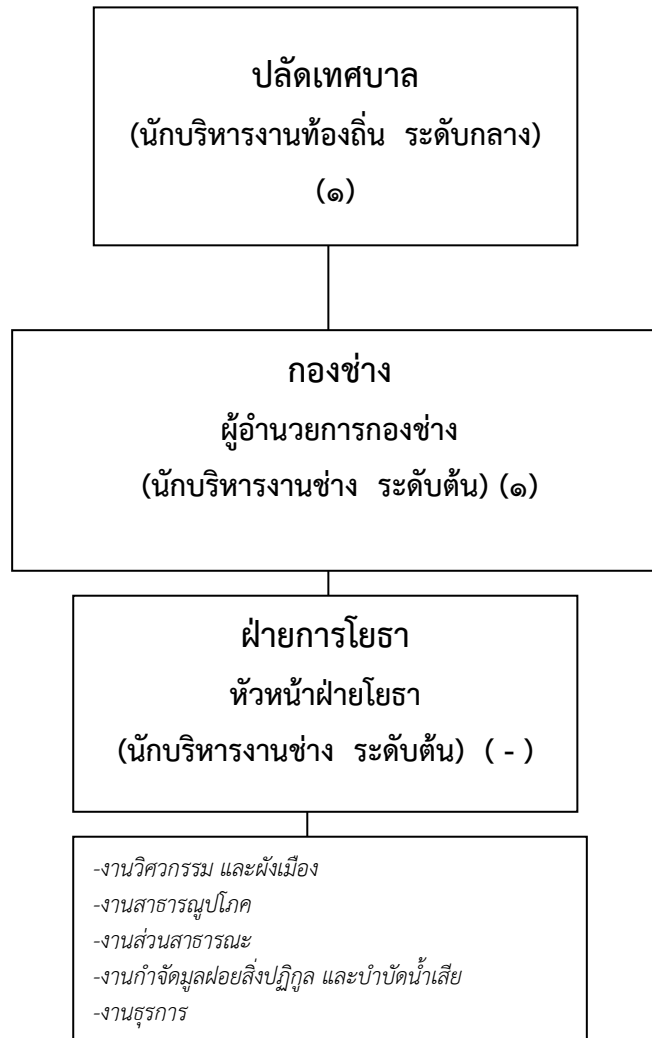 ปลัดเทศบาล
(นักบริหารงานท้องถิ่น ระดับกลาง)
(๑)
กองช่าง
ผู้อำนวยการกองช่าง
(นักบริหารงานช่าง ระดับต้น) (๑)
ฝ่ายการโยธา
หัวหน้าฝ่ายโยธา
(นักบริหารงานช่าง ระดับต้น) ( - )
-งานวิศวกรรม และผังเมือง
-งานสาธารณูปโภค
-งานส่วนสาธารณะ
-งานกำจัดมูลฝอยสิ่งปฏิกูล และบำบัดน้ำเสีย
-งานธุรการ